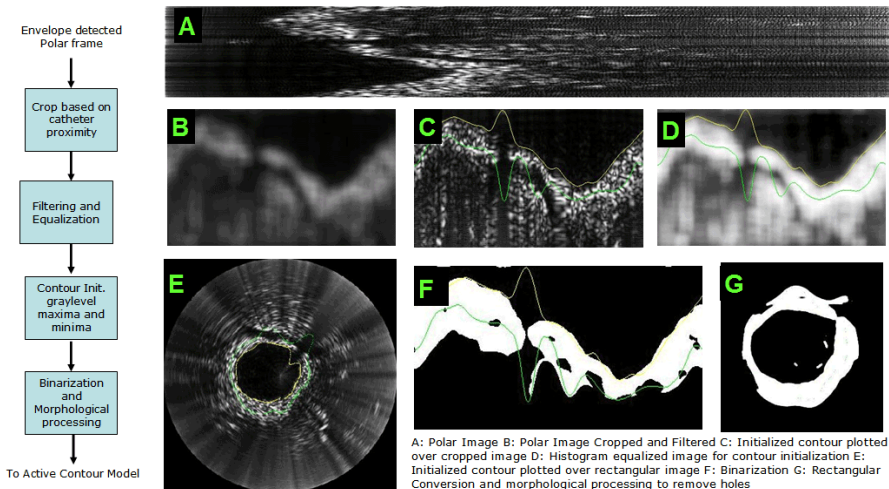 Envelope detected
Polar frame
Crop based on
catheter
proximity
Filtering and
Equalization
Contour Init.
graylevel
maxima and
minima
Binarization
and
Morphological
processing
To Active Contour Model
A
B
C
D
E
F
G
A: Polar Image B: Polar Image Cropped and Filtered C: Initialized contour plotted
over cropped image D: Histogram equalized image for contour initialization E:
Initialized contour plotted over rectangular image F: Binarization G: Rectangular
Conversion and morphological processing to remove holes